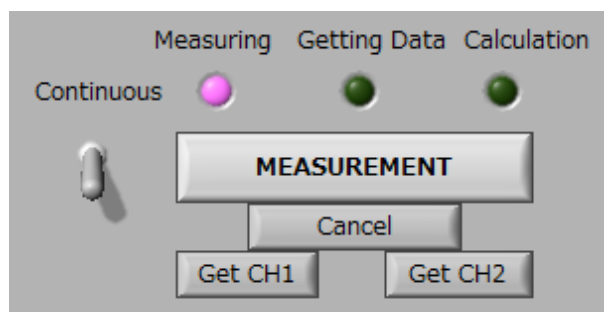 Measuring Getting Data Calculation
Continuous
MEASUREMENT
Cancel
Get CH1 Get CH2